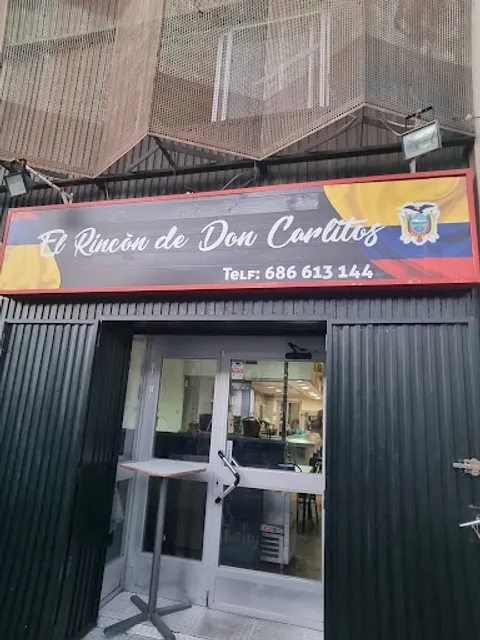 El Rincòn de Don Carlitos
Telf: 686 613 144